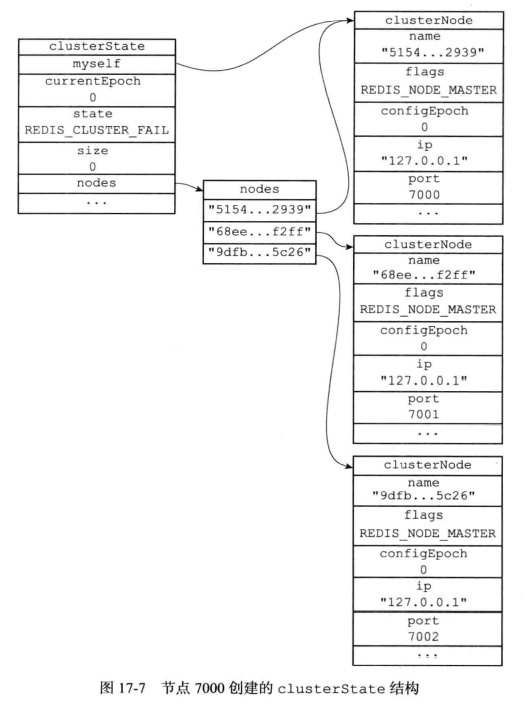 clusterState
myself
currentEpoch
0
state
REDIS_CLUSTER_FAIL
size
0
nodes
...
nodes
"5154...2939"
"68ee...f2ff"
"9dfb...5c26"
clusterNode
name
"5154...2939"
flags
REDIS_NODE_MASTER
configEpoch
0
ip
"127.0.0.1"
port
7000
...
clusterNode
name
"68ee...f2ff"
flags
REDIS_NODE_MASTER
configEpoch
0
ip
"127.0.0.1"
port
7001
...
clusterNode
name
"9dfb...5c26"
flags
REDIS_NODE_MASTER
configEpoch
0
ip
"127.0.0.1"
port
7002
...
图 17-7 节点 7000 创建的 clusterState 结构